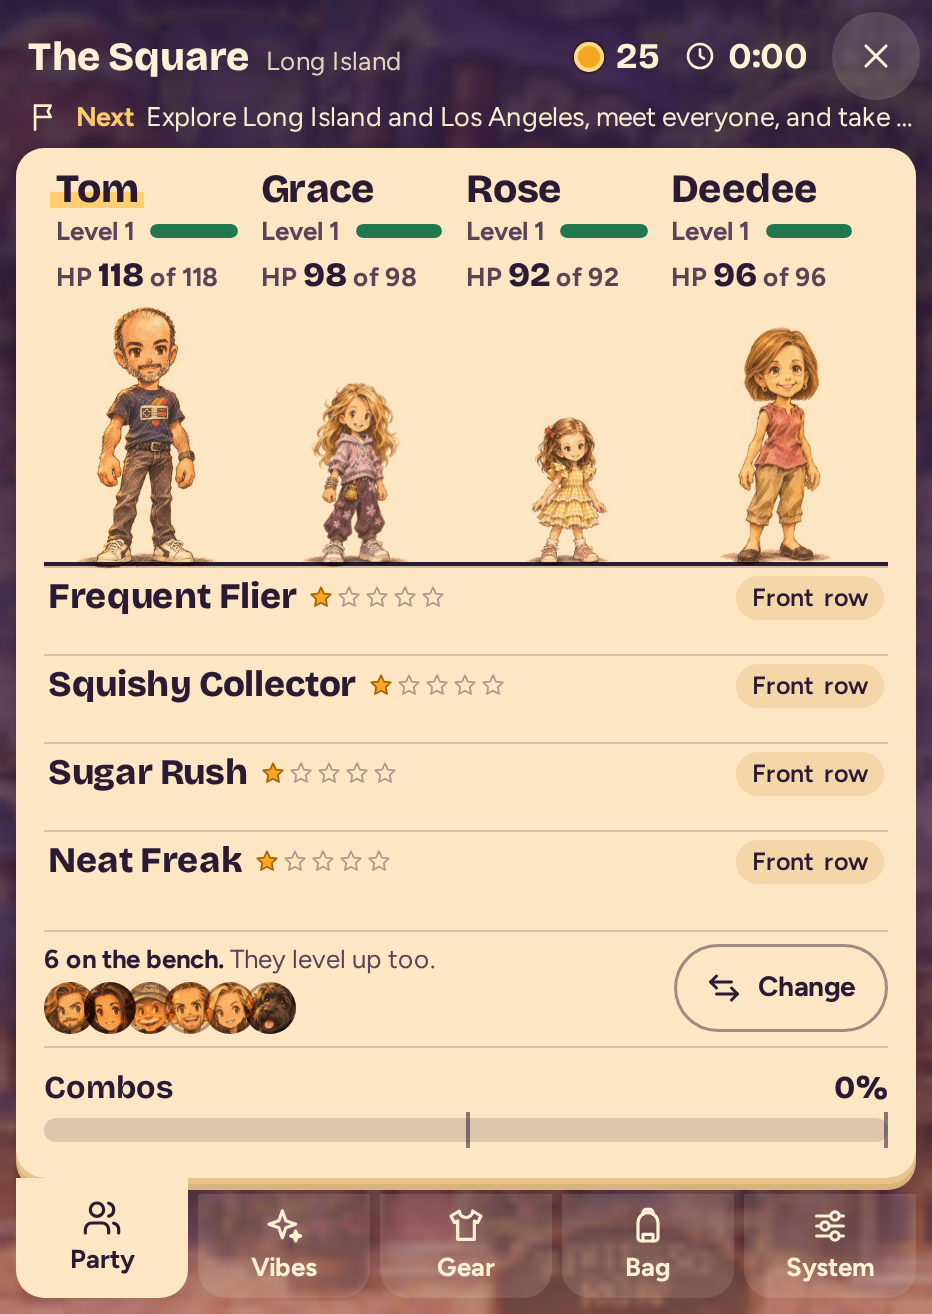 The Square Long Island 25 0:00
Next Explore Long Island and Los Angeles, meet everyone, and take ...
Tom Grace Rose Deedee
Level 1 Level 1 Level 1 Level 1
HP 118 of 118 HP 98 of 98 HP 92 of 92 HP 96 of 96
Frequent Flier Front row
Squishy Collector Front row
Sugar Rush Front row
Neat Freak Front row
6 on the bench. They level up too.
Change
Combos 0%
Party Vibes Gear Bag System